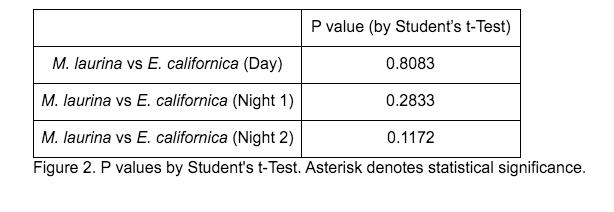 P value (by Student's t-Test)
M. laurina vs E. californica (Day) 0.8083
M. laurina vs E. californica (Night 1) 0.2833
M. laurina vs E. californica (Night 2) 0.1172
Figure 2. P values by Student's t-Test. Asterisk denotes statistical significance.